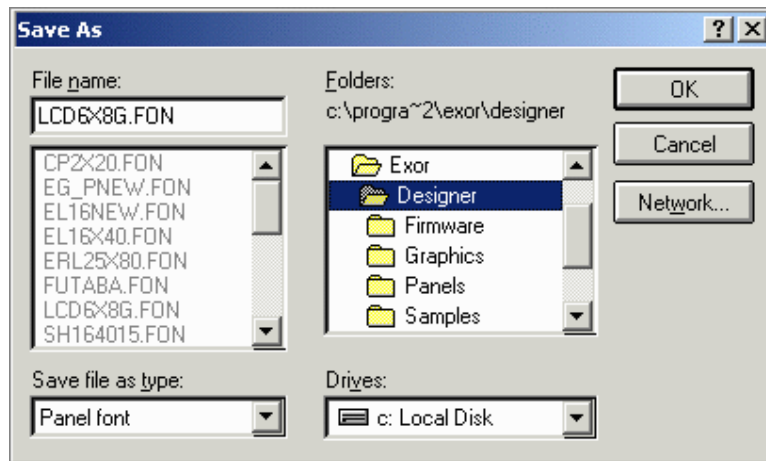 Save As
File name:
LCD6X8G.FON
CP2X20.FON
EG_PNEW.FON
EL16NEW.FON
EL16X40.FON
ERL25X80.FON
FUTABA.FON
LCD6X8G.FON
SH164015.FON
Save file as type:
Panel font
Folders:
c:\progra~2\exor\designer
Exor
Designer
Firmware
Graphics
Panels
Samples
Drives:
c: Local Disk
OK
Cancel
Network...